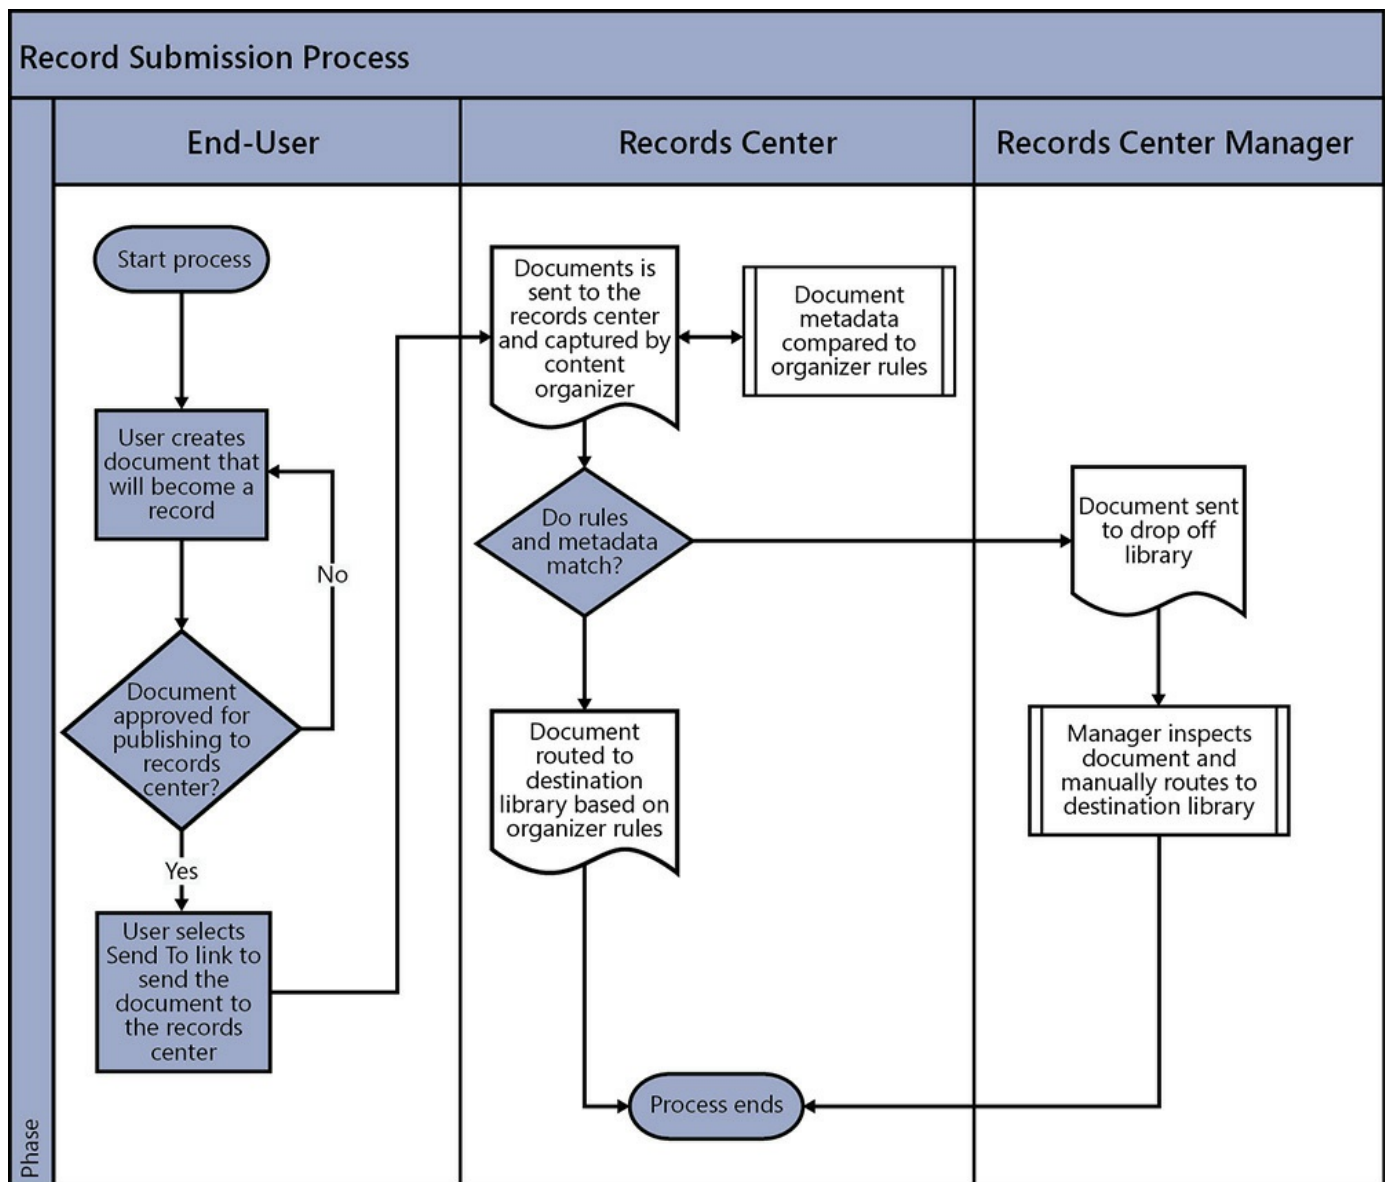 Record Submission Process
End-User
Records Center
Records Center Manager
Start process
User creates
document that
will become a
record
No
Document
approved for
publishing to
records
center?
Yes
User selects
Send To link to
send the
document to
the records
center
Documents is
sent to the
records center
and captured by
content
organizer
Document
metadata
compared to
organizer rules
Do rules
and metadata
match?
Document
routed to
destination
library based on
organizer rules
Document sent
to drop off
library
Manager inspects
document and
manually routes to
destination library
Process ends
Phase